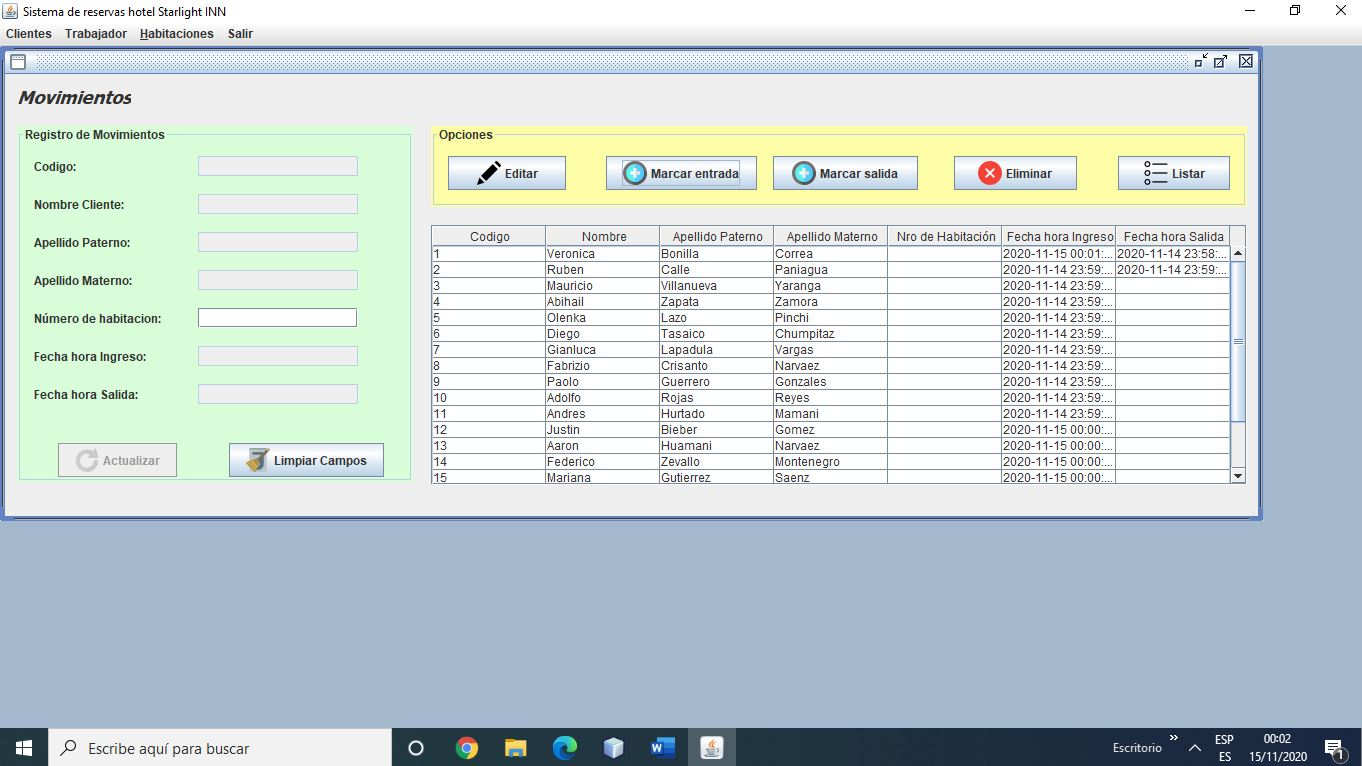 Sistema de reservas hotel Starlight INN
Clientes Trabajador Habitaciones Salir
Movimientos
Registro de Movimientos
Codigo:
Nombre Cliente:
Apellido Paterno:
Apellido Materno:
Número de habitacion:
Fecha hora Ingreso:
Fecha hora Salida:
Actualizar Limpiar Campos
Opciones
Editar Marcar entrada Marcar salida Eliminar Listar
Codigo Nombre Apellido Paterno Apellido Materno Nro de Habitación Fecha hora Ingreso Fecha hora Salida
1 Veronica Bonilla Correa 2020-11-15 00:01:... 2020-11-14 23:58:...
2 Ruben Calle Paniagua 2020-11-14 23:59:... 2020-11-14 23:59:...
3 Mauricio Villanueva Yaranga 2020-11-14 23:59:...
4 Abihail Zapata Zamora 2020-11-14 23:59:...
5 Olenka Lazo Pinchi 2020-11-14 23:59:...
6 Diego Tasaico Chumpitaz 2020-11-14 23:59:...
7 Gianluca Lapadula Vargas 2020-11-14 23:59:...
8 Fabrizio Crisanto Narvaez 2020-11-14 23:59:...
9 Paolo Guerrero Gonzales 2020-11-14 23:59:...
10 Adolfo Rojas Reyes 2020-11-14 23:59:...
11 Andres Hurtado Mamani 2020-11-14 23:59:...
12 Justin Bieber Gomez 2020-11-15 00:00:...
13 Aaron Huamani Narvaez 2020-11-15 00:00:...
14 Federico Zevallo Montenegro 2020-11-15 00:00:...
15 Mariana Gutierrez Saenz 2020-11-15 00:00:...
Escribe aquí para buscar
Escritorio
ESP
ES
00:02
15/11/2020
1